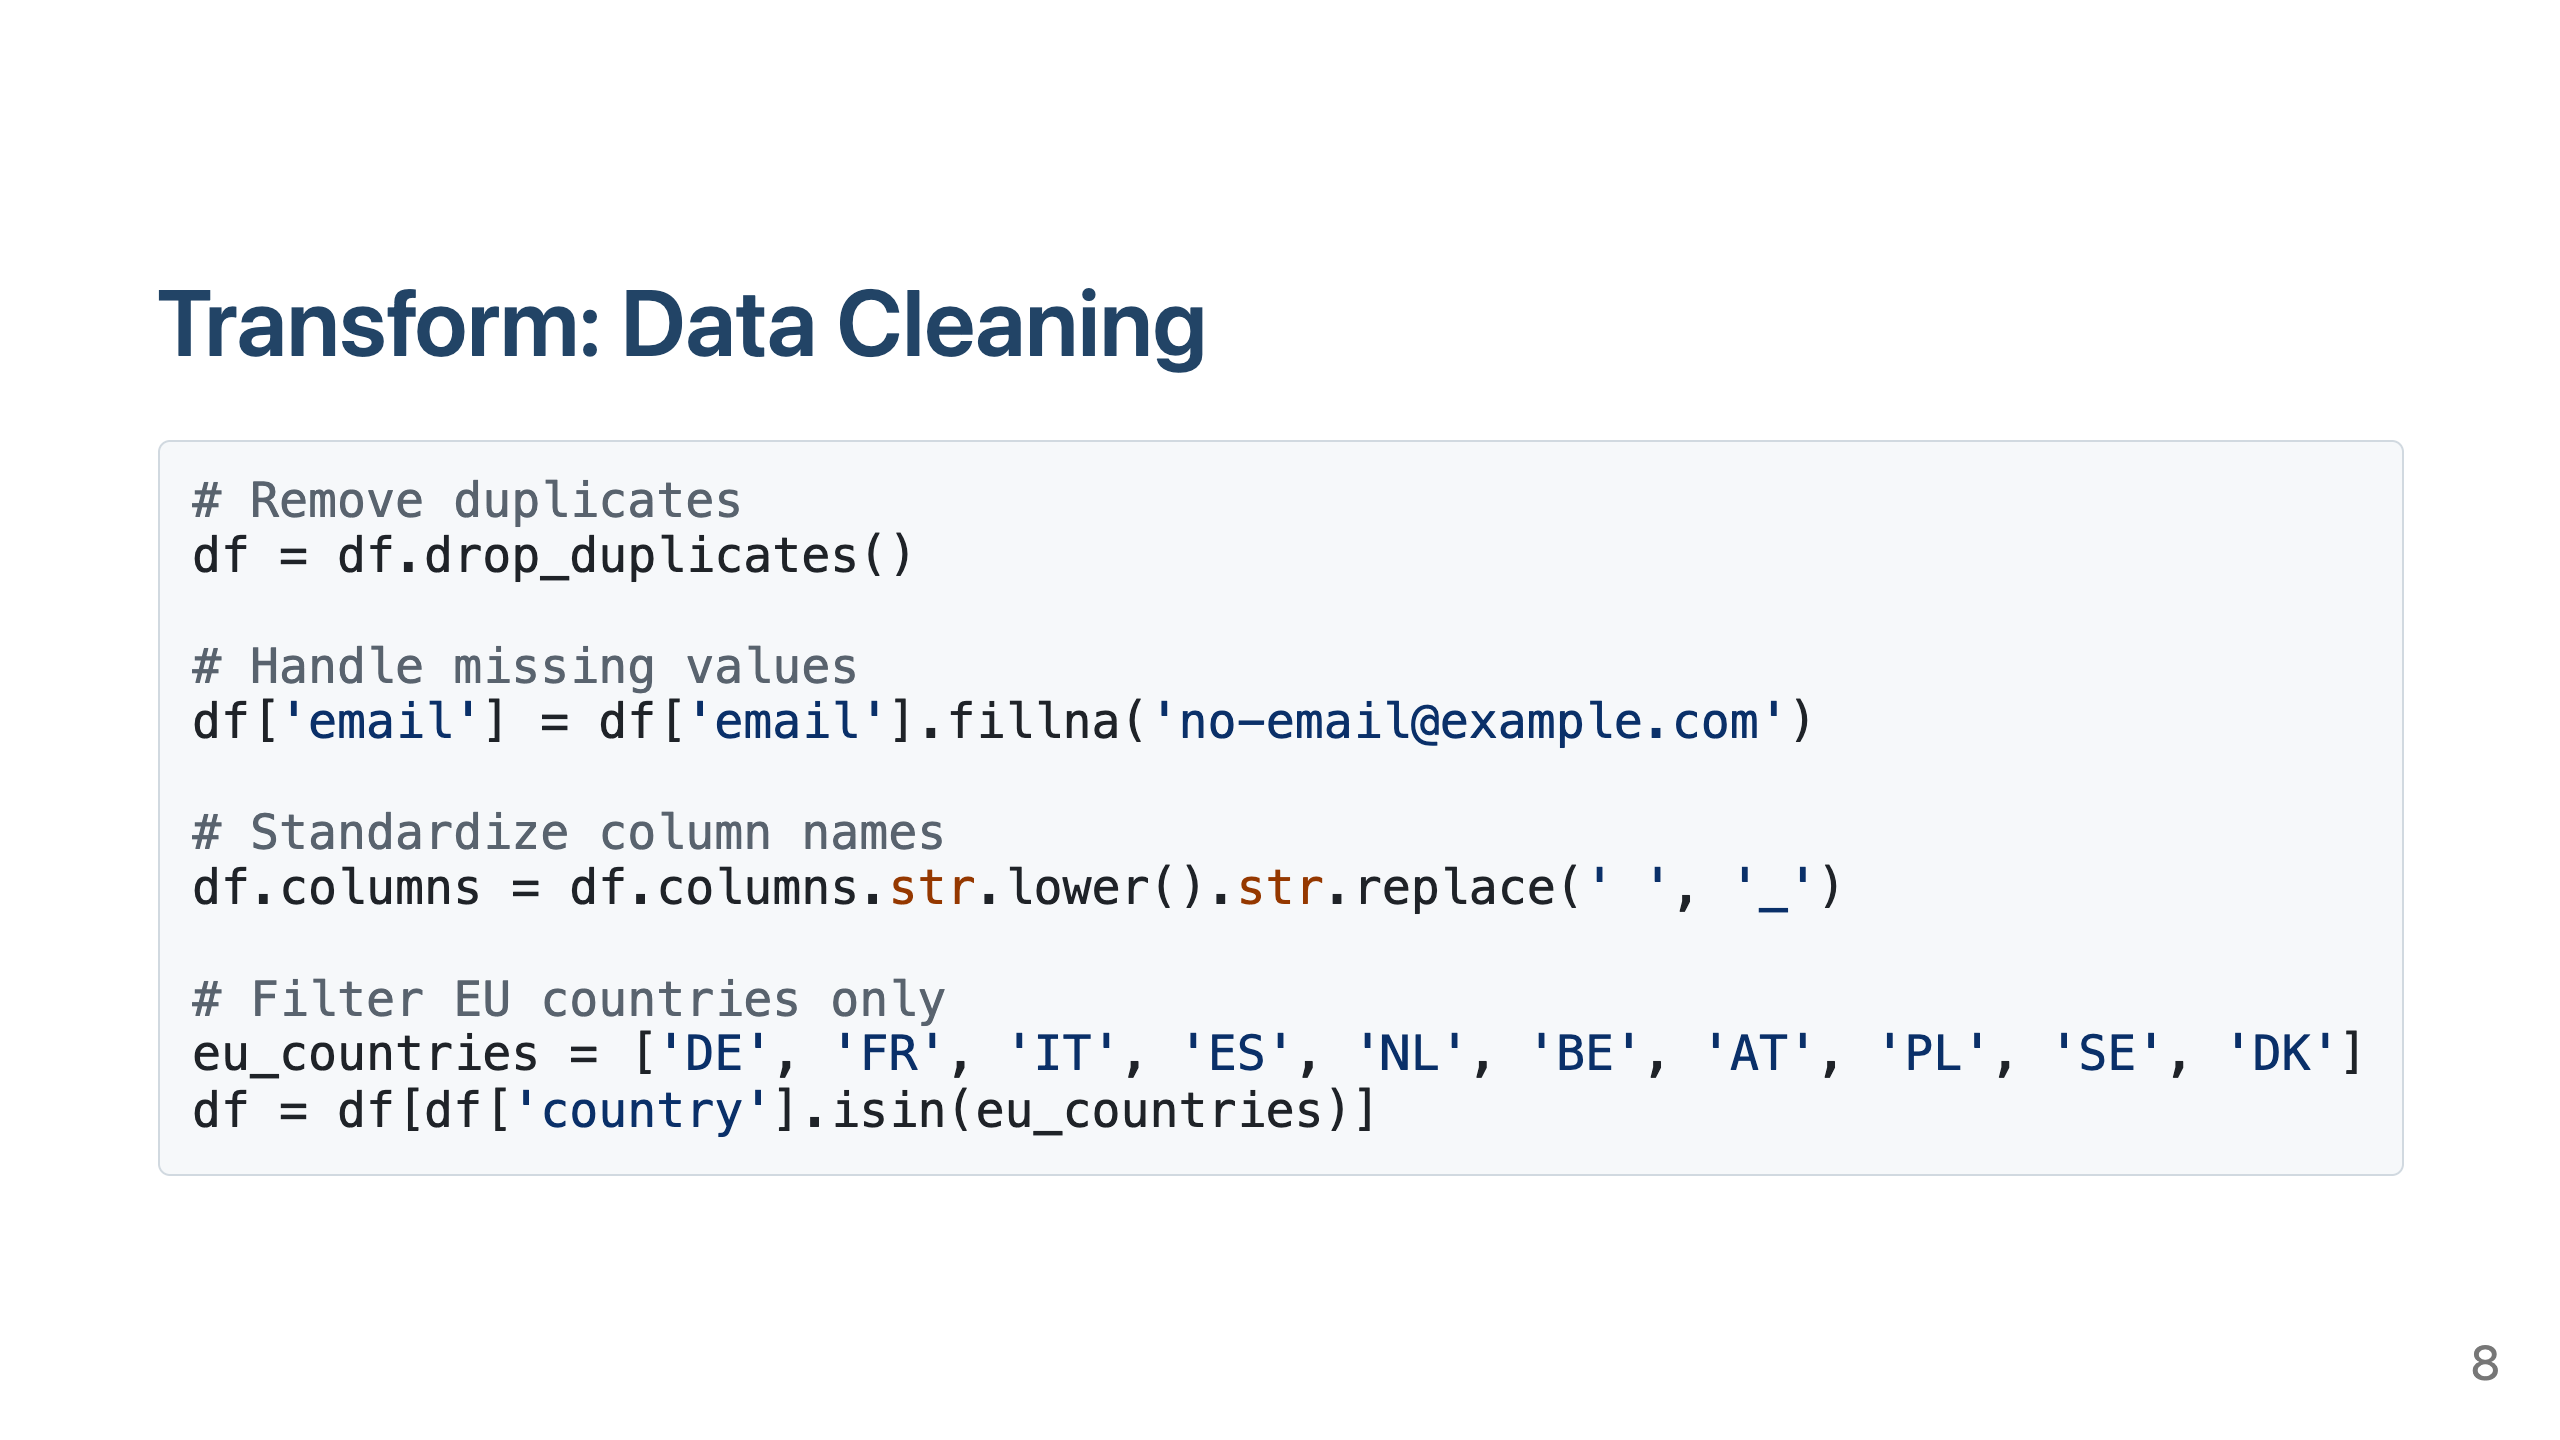 Transform: Data Cleaning
# Remove duplicates
df = df.drop_duplicates()
# Handle missing values
df['email'] = df['email'].fillna('no-email@example.com')
# Standardize column names
df.columns = df.columns.str.lower().str.replace(' ', '_')
# Filter EU countries only
eu_countries = ['DE', 'FR', 'IT', 'ES', 'NL', 'BE', 'AT', 'PL', 'SE', 'DK']
df = df[df['country'].isin(eu_countries)]
8